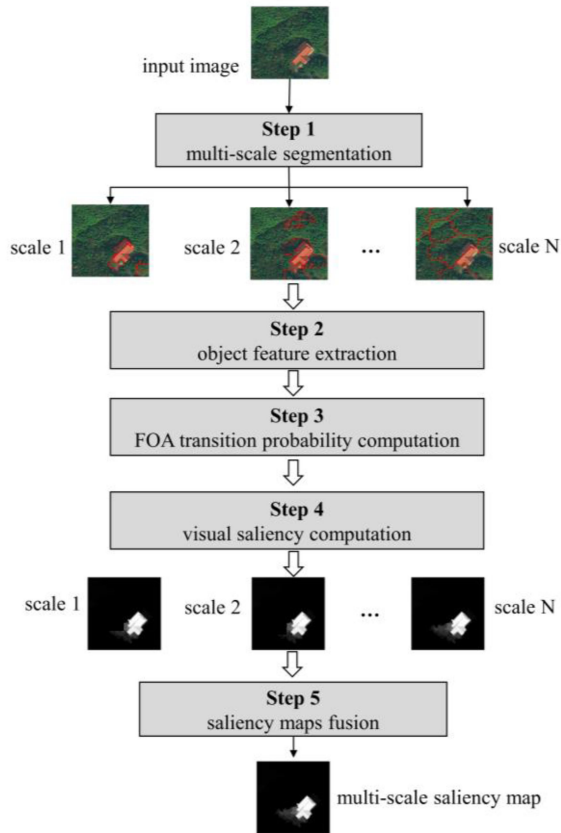 input image
Step 1
multi-scale segmentation
scale 1
scale 2
...
scale N
Step 2
object feature extraction
Step 3
FOA transition probability computation
Step 4
visual saliency computation
scale 1
scale 2
...
scale N
Step 5
saliency maps fusion
multi-scale saliency map